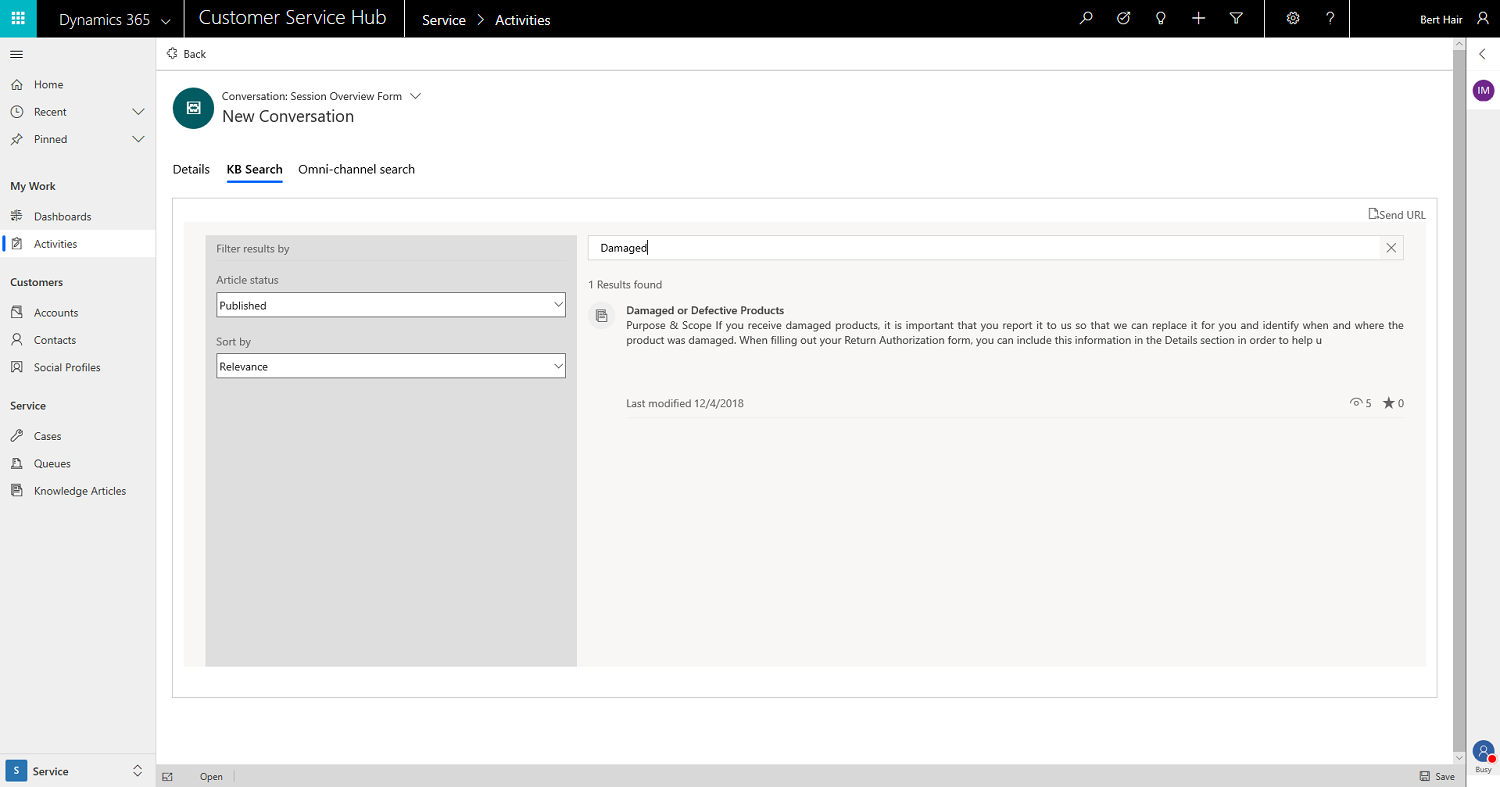 Dynamics 365
Customer Service Hub
Service > Activities
?
Bert Hair
Home
Recent
Pinned
My Work
Dashboards
Activities
Customers
Accounts
Contacts
Social Profiles
Service
Cases
Queues
Knowledge Articles
S Service
Back
Conversation: Session Overview Form
New Conversation
Details KB Search Omni-channel search
Send URL
Filter results by
Article status
Published
Sort by
Relevance
Damaged
1 Results found
Damaged or Defective Products
Purpose & Scope If you receive damaged products, it is important that you report it to us so that we can replace it for you and identify when and where the
product was damaged. When filling out your Return Authorization form, you can include this information in the Details section in order to help u
Last modified 12/4/2018
5 0
Open
Save
IM
Busy